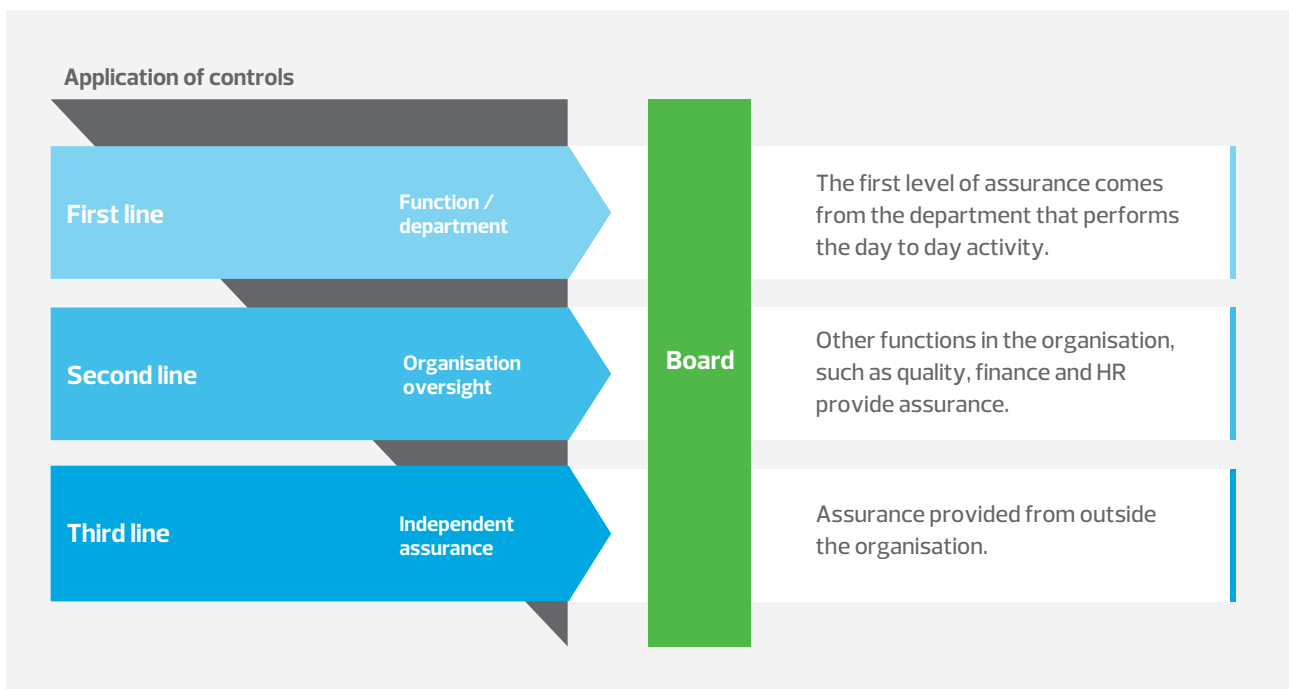 Application of controls
First line
Function /
department
The first level of assurance comes
from the department that performs
the day to day activity.
Second line
Organisation
oversight
Board
Other functions in the organisation,
such as quality, finance and HR
provide assurance.
Third line
Independent
assurance
Assurance provided from outside
the organisation.